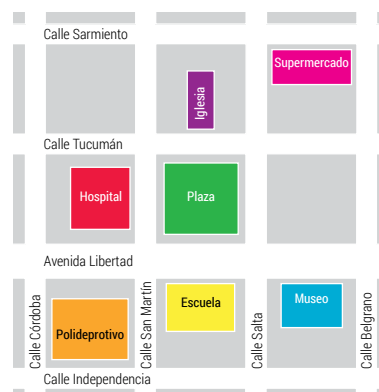 Calle Sarmiento
Supermercado
Iglesia
Calle Tucumán
Hospital
Plaza
Avenida Libertad
Calle Córdoba
Calle San Martín
Calle Salta
Calle Belgrano
Escuela
Museo
Polideprotivo
Calle Independencia